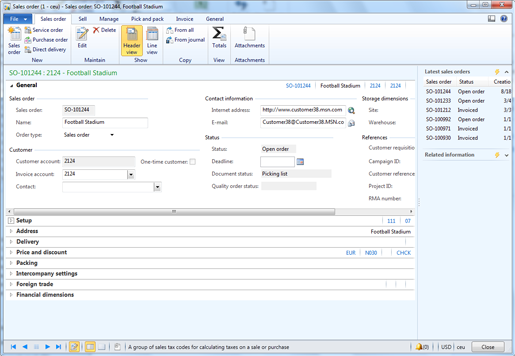 Sales order (1 - ceu) - Sales order: SO-101244, Football Stadium
File Sales order Sell Manage Pick and pack Invoice General
Sales order
Service order
Purchase order
Direct delivery
New
Edit
Delete
Maintain
Header view
Line view
Show
From all
From journal
Copy
Totals
View
Attachments
Attachments
SO-101244 : 2124 - Football Stadium
General SO-101244 Football Stadium 2124 2124
Sales order
Sales order: SO-101244
Name: Football Stadium
Order type: Sales order
Customer
Customer account: 2124 One-time customer:
Invoice account: 2124
Contact:
Contact information
Internet address: http://www.customer38.msn.com
E-mail: Customer38@Customer38.MSN.co
Status
Status: Open order
Deadline:
Document status: Picking list
Quality order status:
Storage dimensions
Site:
Warehouse:
References
Customer requisitio
Campaign ID:
Customer reference
Project ID:
RMA number:
Setup 111 07
Address Football Stadium
Delivery
Price and discount EUR N030 CHCK
Packing
Intercompany settings
Foreign trade
Financial dimensions
Latest sales orders
Sales order Status Creatio
SO-101244 Open order 8/18
SO-101233 Open order 3/4
SO-101212 Invoiced 3/1
SO-100992 Open order 1/1
SO-100971 Invoiced 1/1
SO-100930 Invoiced 1/1
Related information
A group of sales tax codes for calculating taxes on a sale or purchase
(0) USD ceu Close